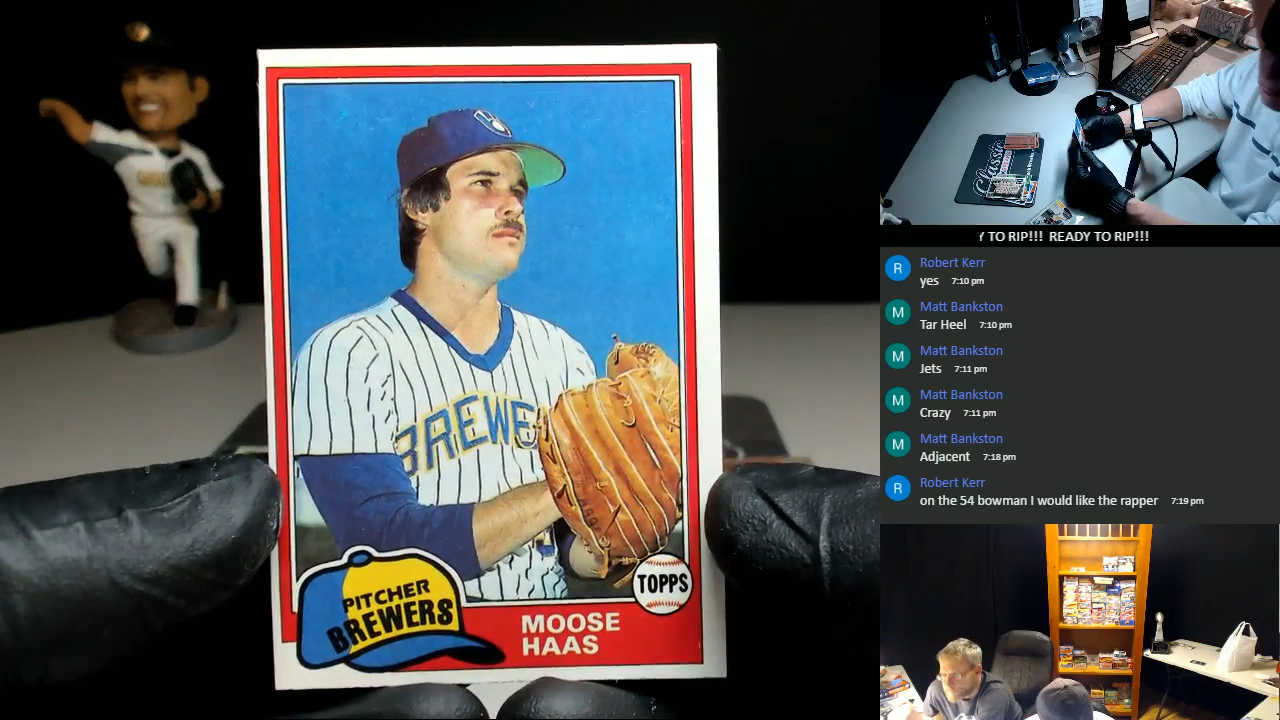 BREWE
PITCHER
BREWERS
TOPPS
MOOSE
HAAS
Classic
Y TO RIP!!! READY TO RIP!!!
R Robert Kerr
yes 7:10 pm
M Matt Bankston
Tar Heel 7:10 pm
M Matt Bankston
Jets 7:11 pm
M Matt Bankston
Crazy 7:11 pm
M Matt Bankston
Adjacent 7:18 pm
R Robert Kerr
on the 54 bowman I would like the rapper 7:19 pm